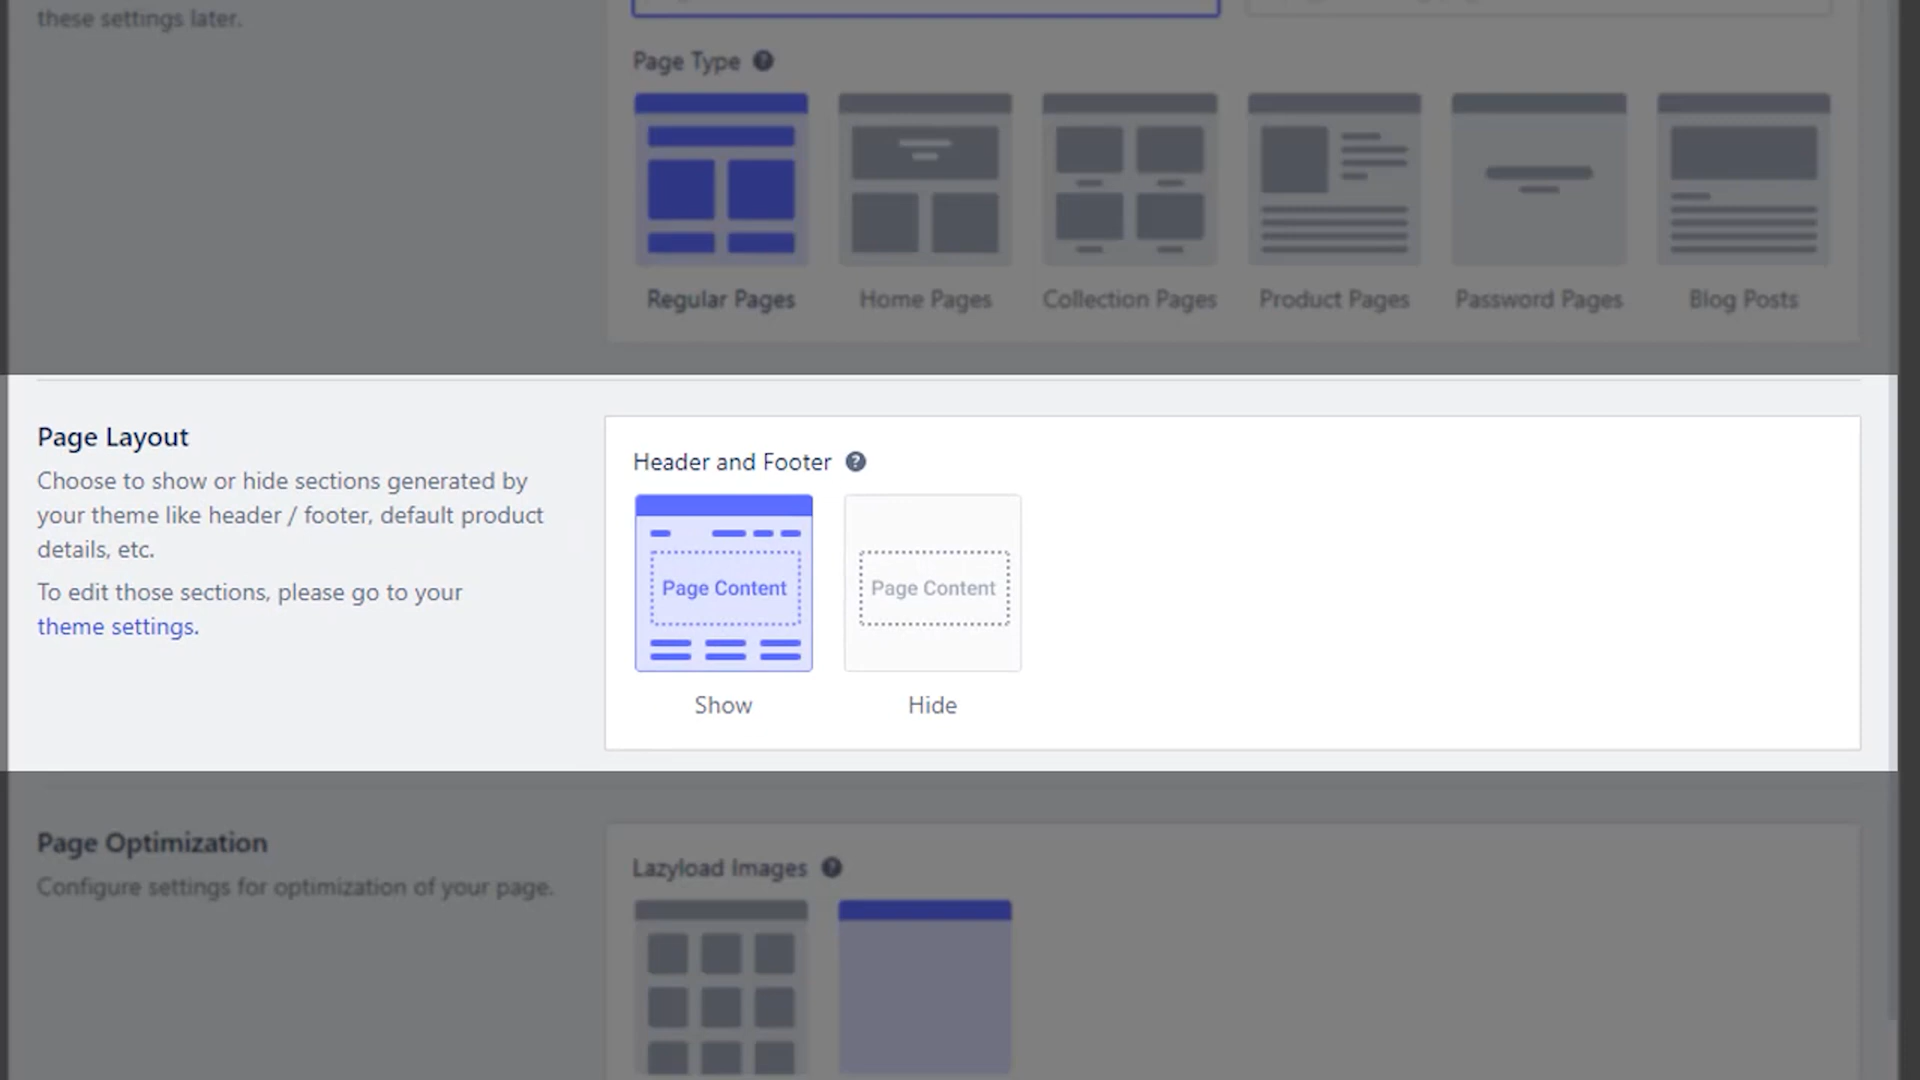 these settings later.
Page Type
Regular Pages
Home Pages
Collection Pages
Product Pages
Password Pages
Blog Posts
Page Layout
Choose to show or hide sections generated by
your theme like header / footer, default product
details, etc.
To edit those sections, please go to your
theme settings.
Header and Footer
Page Content
Page Content
Show
Hide
Page Optimization
Configure settings for optimization of your page.
Lazyload Images